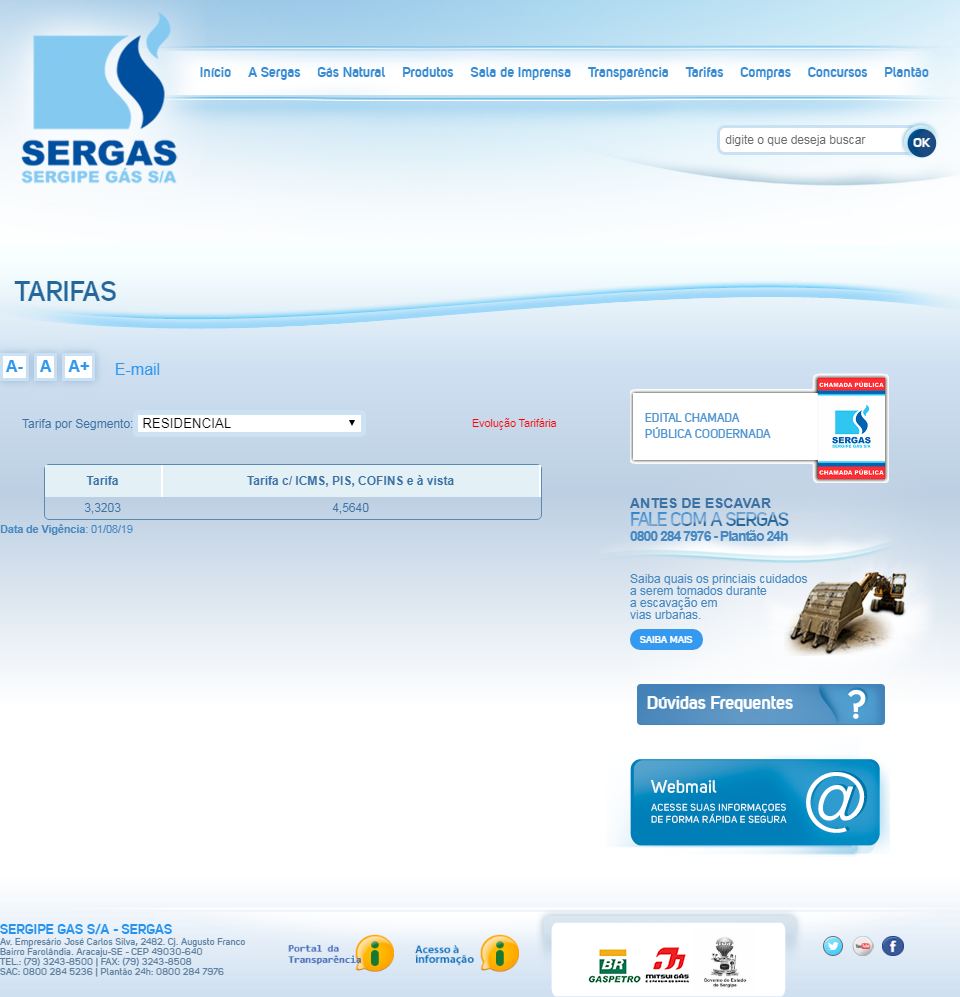 SERGAS
SERGIPE GÁS S/A
Início A Sergas Gás Natural Produtos Sala de Imprensa Transparência Tarifas Compras Concursos Plantão
digite o que deseja buscar OK
TARIFAS
A- A A+ E-mail
Tarifa por Segmento: RESIDENCIAL Evolução Tarifária
Tarifa Tarifa c/ ICMS, PIS, COFINS e à vista
3,3203 4,5640
Data de Vigência: 01/08/19
CHAMADA PÚBLICA
EDITAL CHAMADA
PÚBLICA COODERNADA
SERGAS
SERGIPE GÁS S/A
CHAMADA PÚBLICA
ANTES DE ESCAVAR
FALE COM A SERGAS
0800 284 7976 - Plantão 24h
Saiba quais os princiais cuidados
a serem tomados durante
a escavação em
vias urbanas.
SAIBA MAIS
Dúvidas Frequentes ?
Webmail
ACESSE SUAS INFORMAÇOES
DE FORMA RÁPIDA E SEGURA
@
SERGIPE GAS S/A - SERGAS
Av. Empresário José Carlos Silva, 2482. Cj. Augusto Franco
Bairro Farolândia. Aracaju-SE - CEP 49030-640
TEL.: (79) 3243-8500 | FAX: (79) 3243-8508
SAC: 0800 284 5236 | Plantão 24h: 0800 284 7976
Portal da
Transparência i
Acesso à
informação i
BR
GASPETRO
MITSUI GÁS
E ENERGIA DO BRASIL
Governo do Estado
de Sergipe
You Tube
f